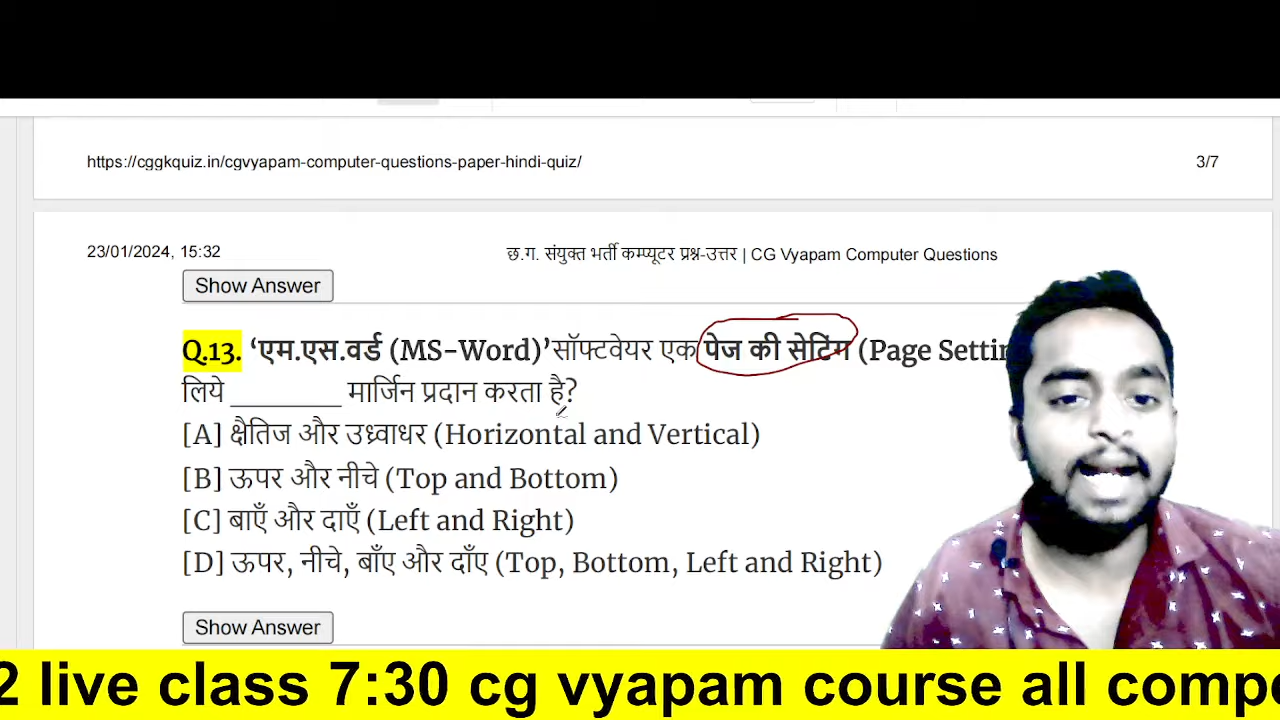 https://cggkquiz.in/cgvyapam-computer-questions-paper-hindi-quiz/ 3/7
23/01/2024, 15:32 छ.ग. संयुक्त भर्ती कम्प्यूटर प्रश्न-उत्तर | CG Vyapam Computer Questions
Show Answer
Q.13. ‘एम.एस.वर्ड (MS-Word)’सॉफ्टवेयर एक पेज की सेटिंग (Page
लिये ______ मार्जिन प्रदान करता है?
[A] क्षैतिज और उध्र्वाधर (Horizontal and Vertical)
[B] ऊपर और नीचे (Top and Bottom)
[C] बाएँ और दाएँ (Left and Right)
[D] ऊपर, नीचे, बाँए और दाँए (Top, Bottom, Left and Right)
Show Answer
2 live class 7:30 cg vyapam course all